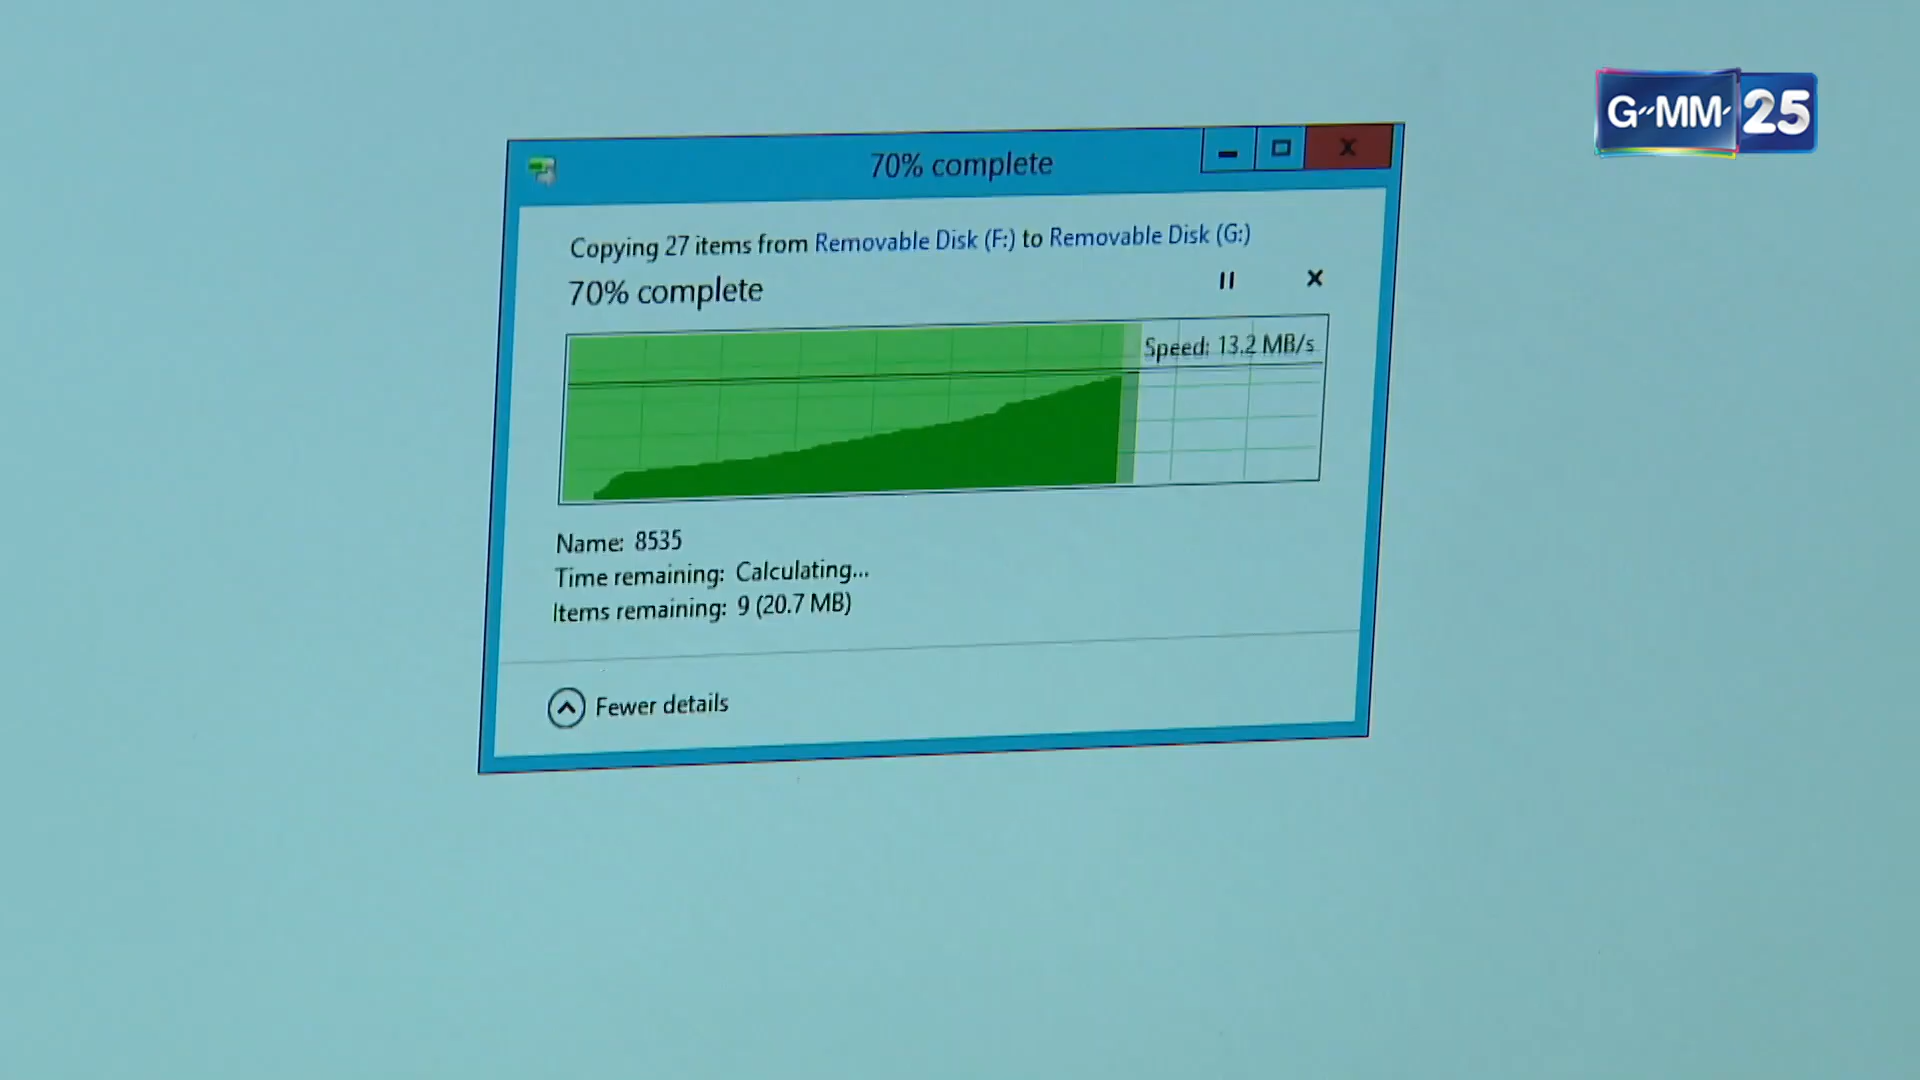 GMM 25
70% complete
Copying 27 items from Removable Disk (F:) to Removable Disk (G:)
70% complete
Speed: 13.2 MB/s
Name: 8535
Time remaining: Calculating...
Items remaining: 9 (20.7 MB)
Fewer details